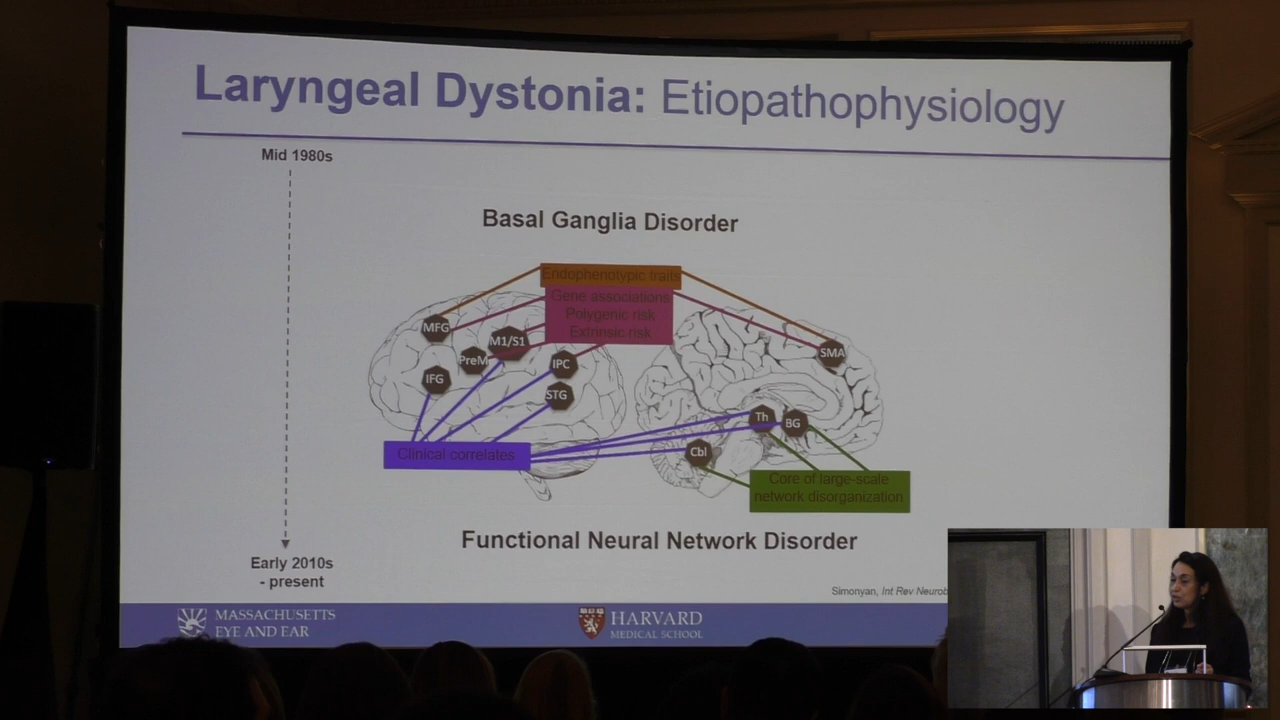 Laryngeal Dystonia: Etiopathophysiology
Mid 1980s
Basal Ganglia Disorder
Endophenotypic traits
Gene associations
Polygenic risk
Extrinsic risk
MFG
M1/S1
PreM
IPC
IFG
STG
SMA
Th
BG
Cbl
Clinical correlates
Core of large-scale
network disorganization
Functional Neural Network Disorder
Early 2010s
- present
Simonyan, Int Rev
MASSACHUSETTS
EYE AND EAR
HARVARD
MEDICAL SCHOOL